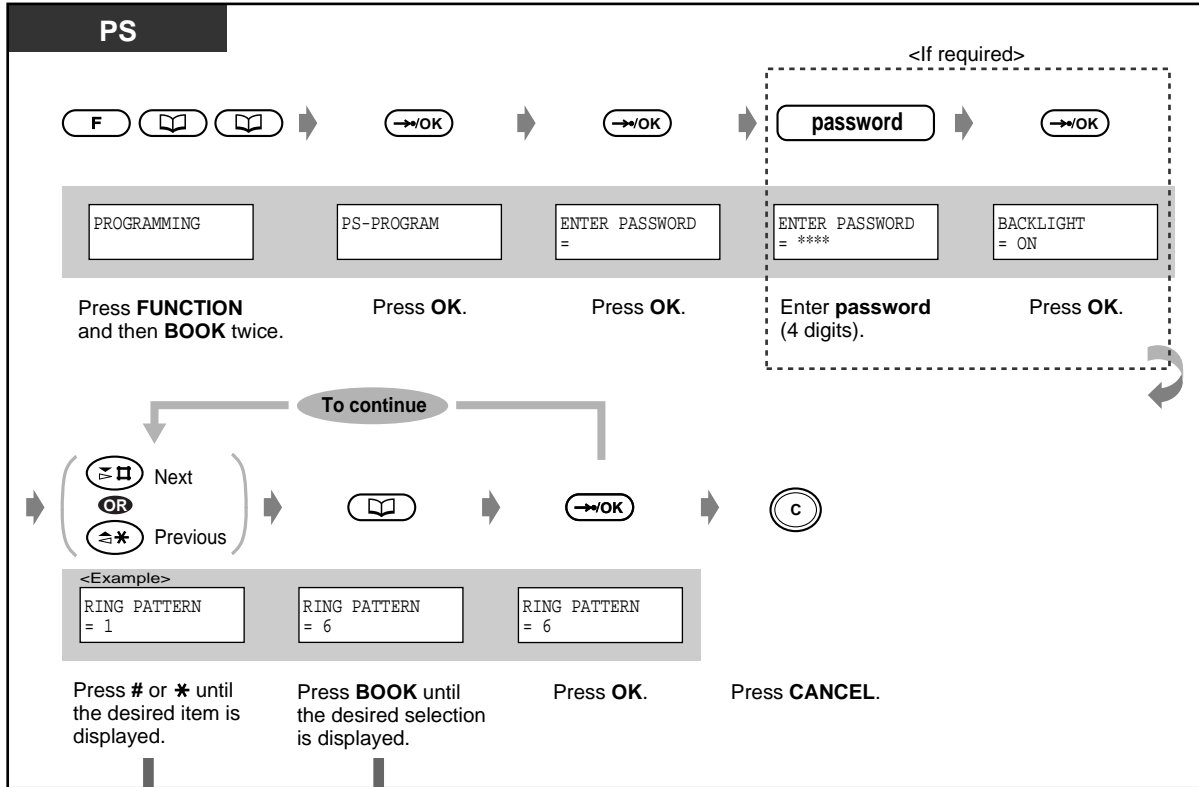 PS
<If required>
F
→/OK
→/OK
password
→/OK
PROGRAMMING
PS-PROGRAM
ENTER PASSWORD
=
ENTER PASSWORD
= ****
BACKLIGHT
= ON
Press FUNCTION
and then BOOK twice.
Press OK.
Press OK.
Enter password
(4 digits).
Press OK.
To continue
# Next
OR
* Previous
→/OK
C
<Example>
RING PATTERN
= 1
RING PATTERN
= 6
RING PATTERN
= 6
Press # or * until
the desired item is
displayed.
Press BOOK until
the desired selection
is displayed.
Press OK.
Press CANCEL.